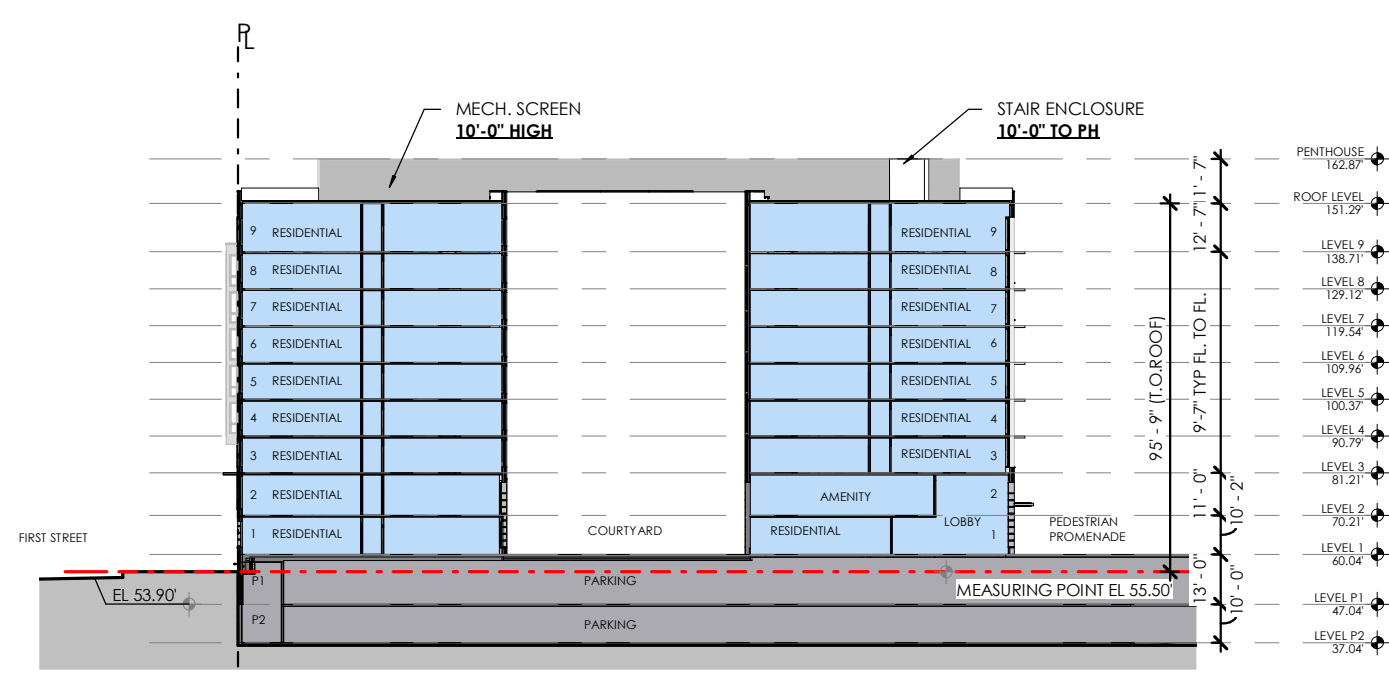 PL
MECH. SCREEN
10'-0" HIGH
STAIR ENCLOSURE
10'-0" TO PH
PENTHOUSE
162.87'
11' - 7"
ROOF LEVEL
151.29'
12' - 7"
9 RESIDENTIAL
RESIDENTIAL 9
LEVEL 9
138.71'
8 RESIDENTIAL
RESIDENTIAL 8
LEVEL 8
129.12'
7 RESIDENTIAL
RESIDENTIAL 7
LEVEL 7
119.54'
6 RESIDENTIAL
RESIDENTIAL 6
LEVEL 6
109.96'
95' - 9" (T.O.ROOF)
9'-7" TYP FL. TO FL.
5 RESIDENTIAL
RESIDENTIAL 5
LEVEL 5
100.37'
4 RESIDENTIAL
RESIDENTIAL 4
LEVEL 4
90.79'
3 RESIDENTIAL
RESIDENTIAL 3
LEVEL 3
81.21'
2 RESIDENTIAL
AMENITY
2
11' - 0"
10' - 2"
LEVEL 2
70.21'
FIRST STREET
1 RESIDENTIAL
COURTYARD
RESIDENTIAL
LOBBY
1
PEDESTRIAN
PROMENADE
LEVEL 1
60.04'
P1
PARKING
EL 53.90'
MEASURING POINT EL 55.50'
13' - 0"
10' - 0"
LEVEL P1
47.04'
P2
PARKING
LEVEL P2
37.04'